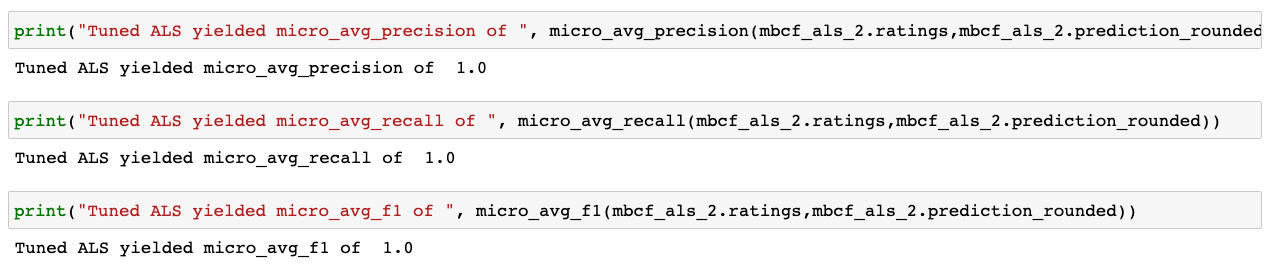 print("Tuned ALS yielded micro_avg_precision of ", micro_avg_precision(mbcf_als_2.ratings,mbcf_als_2.prediction_rounded
Tuned ALS yielded micro_avg_precision of  1.0
print("Tuned ALS yielded micro_avg_recall of ", micro_avg_recall(mbcf_als_2.ratings,mbcf_als_2.prediction_rounded))
Tuned ALS yielded micro_avg_recall of  1.0
print("Tuned ALS yielded micro_avg_f1 of ", micro_avg_f1(mbcf_als_2.ratings,mbcf_als_2.prediction_rounded))
Tuned ALS yielded micro_avg_f1 of  1.0